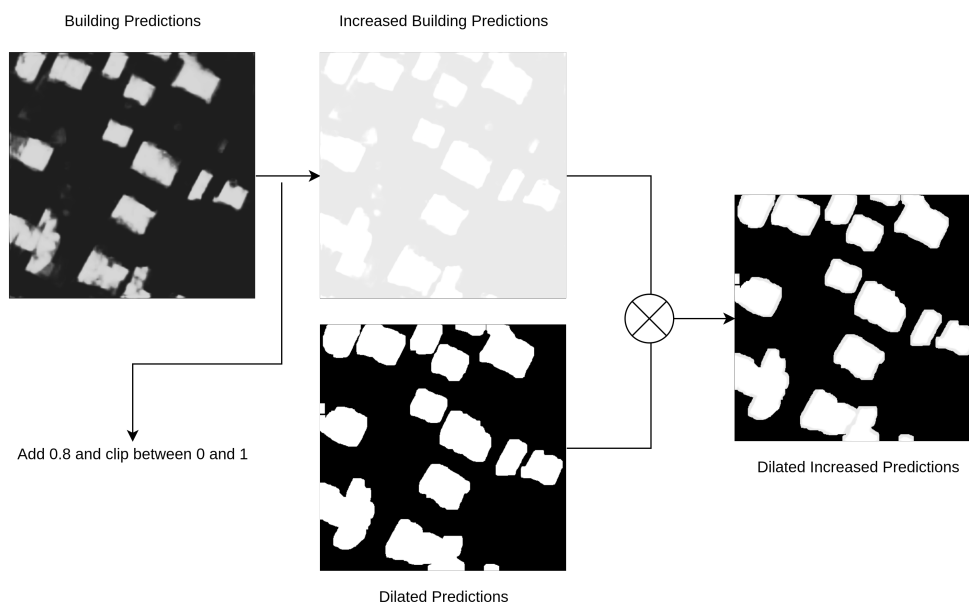 Building Predictions
Increased Building Predictions
Add 0.8 and clip between 0 and 1
Dilated Increased Predictions
Dilated Predictions